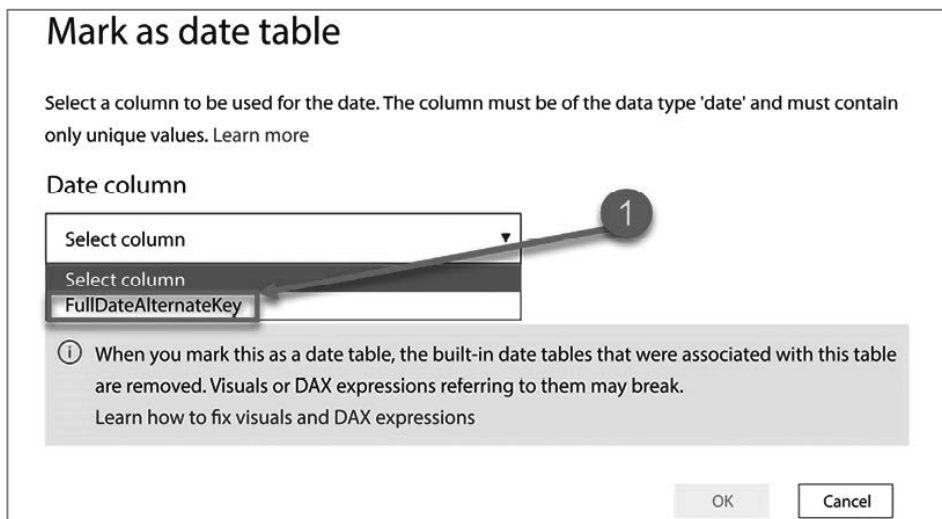 Mark as date table
Select a column to be used for the date. The column must be of the data type 'date' and must contain
only unique values. Learn more
Date column
Select column
1
Select column
FullDateAlternateKey
When you mark this as a date table, the built-in date tables that were associated with this table
are removed. Visuals or DAX expressions referring to them may break.
Learn how to fix visuals and DAX expressions
OK
Cancel